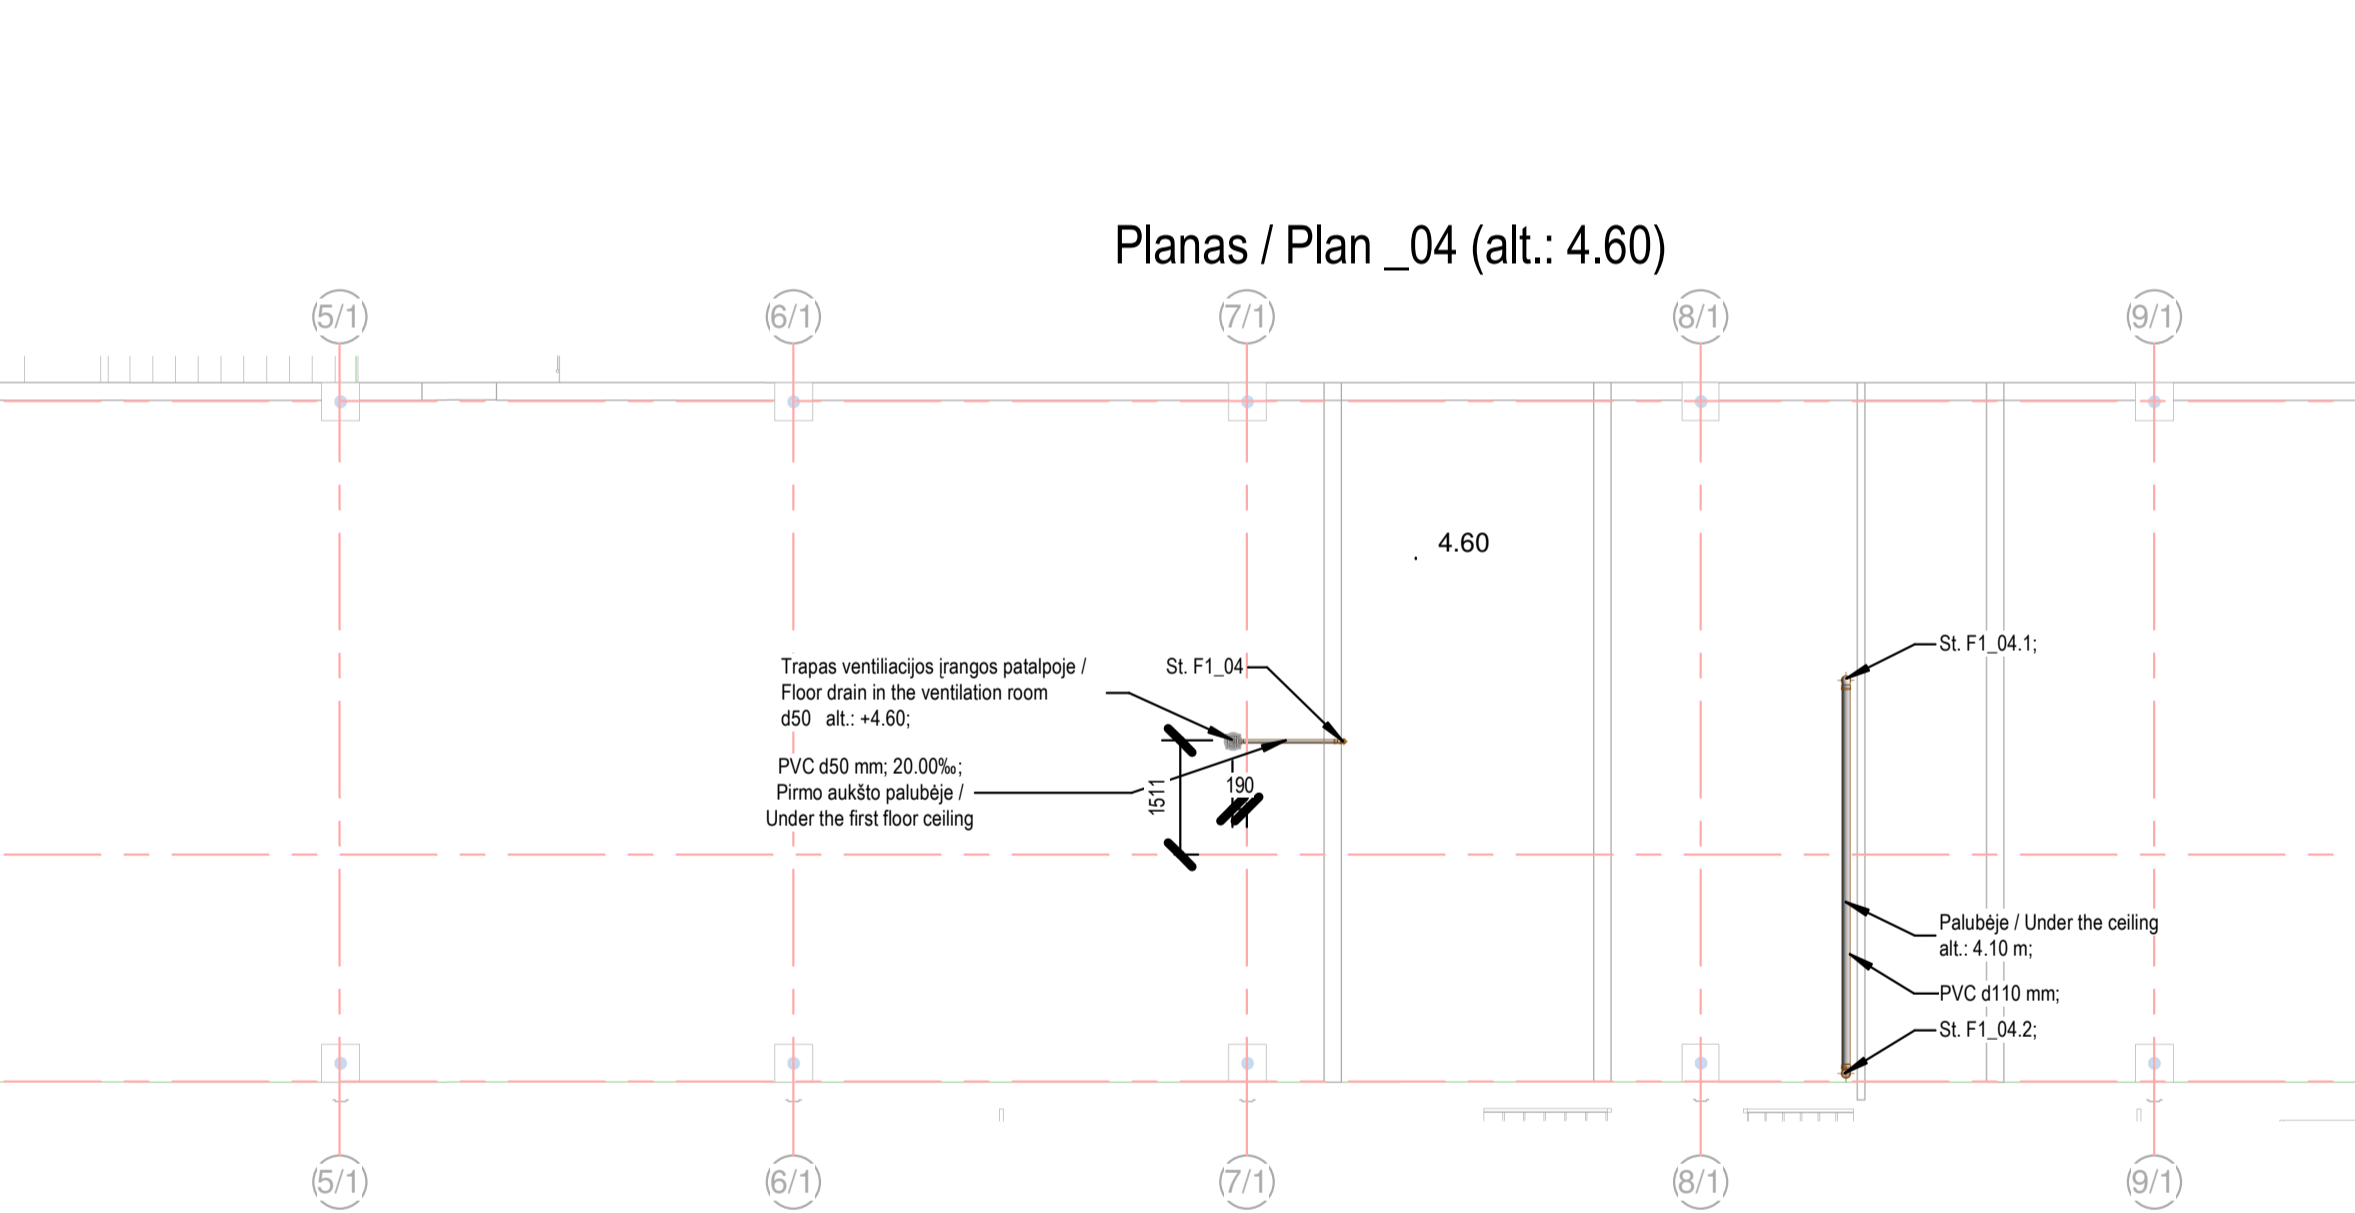 Planas / Plan _04 (alt.: 4.60)
5/1
6/1
7/1
8/1
9/1
4.60
Trapas ventiliacijos įrangos patalpoje /
Floor drain in the ventilation room
d50 alt.: +4.60;
St. F1_04
PVC d50 mm; 20.00‰;
Pirmo aukšto palubėje /
Under the first floor ceiling
1511
190
St. F1_04.1;
Palubėje / Under the ceiling
alt.: 4.10 m;
PVC d110 mm;
St. F1_04.2;
5/1
6/1
7/1
8/1
9/1